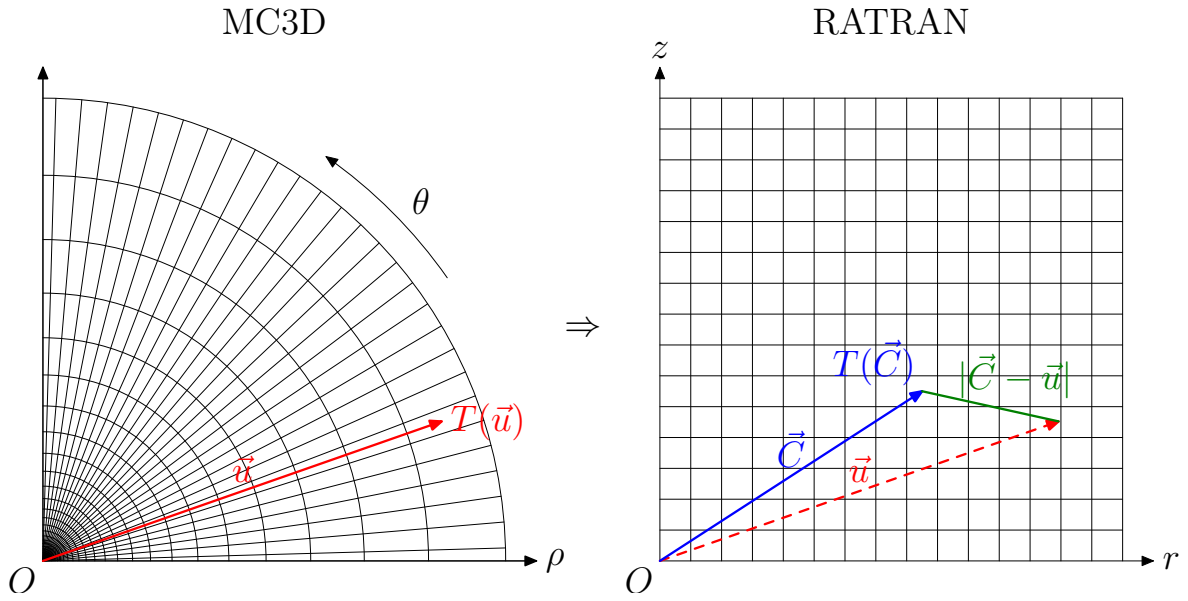 MC3D
θ
T(u⃗)
u⃗
ρ
O
⇒
RATRAN
z
T(C⃗)
|C⃗ − u⃗|
C⃗
u⃗
r
O